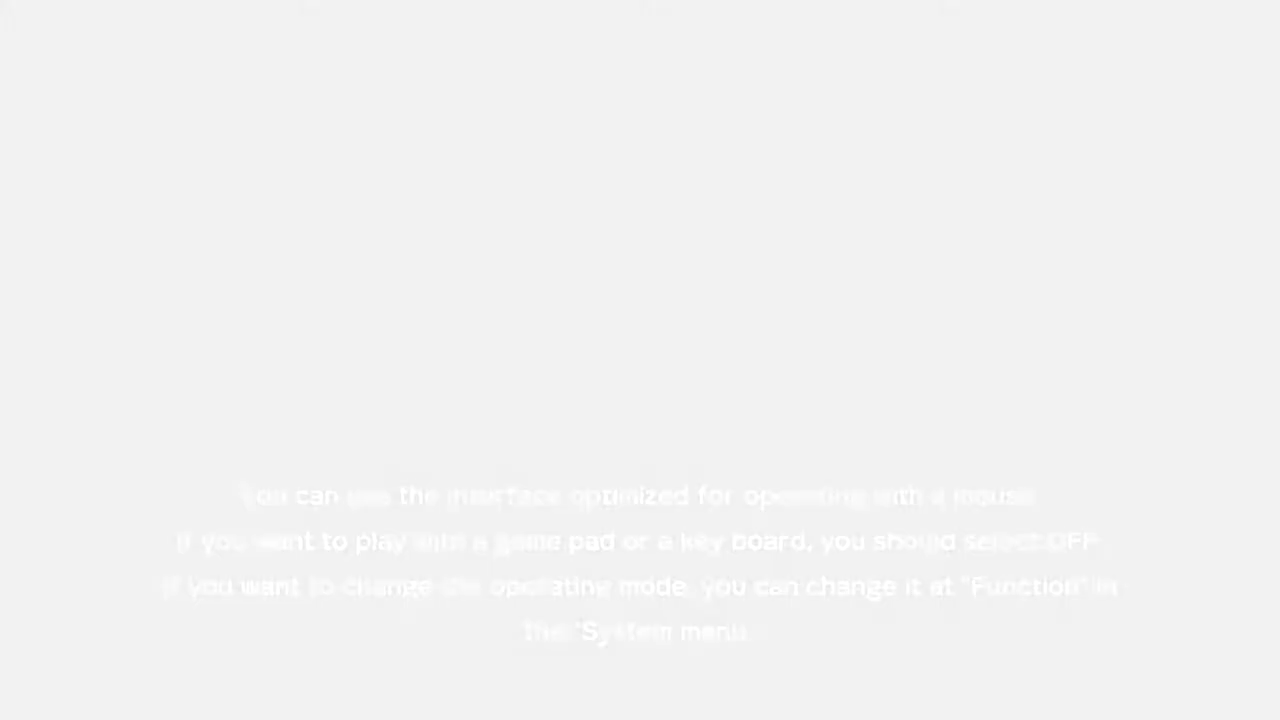 You can use the interface optimized for operating with a mouse.
If you want to play with a game pad or a key board, you should select OFF.
If you want to change the operating mode, you can change it at "Function" in
the "System menu